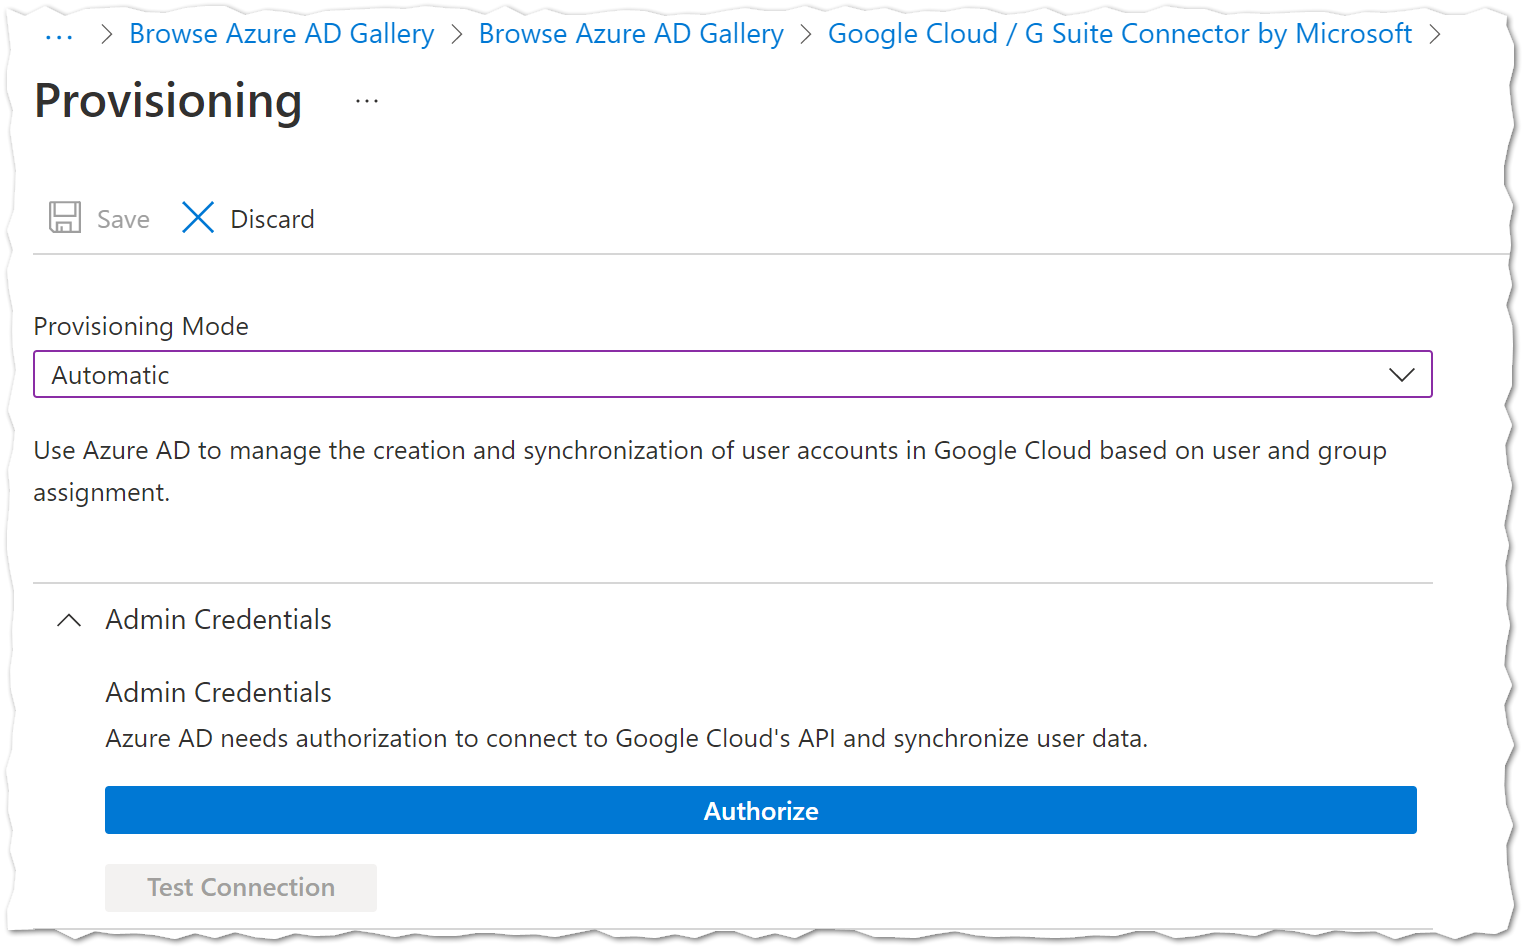 ... > Browse Azure AD Gallery > Browse Azure AD Gallery > Google Cloud / G Suite Connector by Microsoft >
Provisioning ...
Save Discard
Provisioning Mode
Automatic
Use Azure AD to manage the creation and synchronization of user accounts in Google Cloud based on user and group
assignment.
Admin Credentials
Admin Credentials
Azure AD needs authorization to connect to Google Cloud's API and synchronize user data.
Authorize
Test Connection